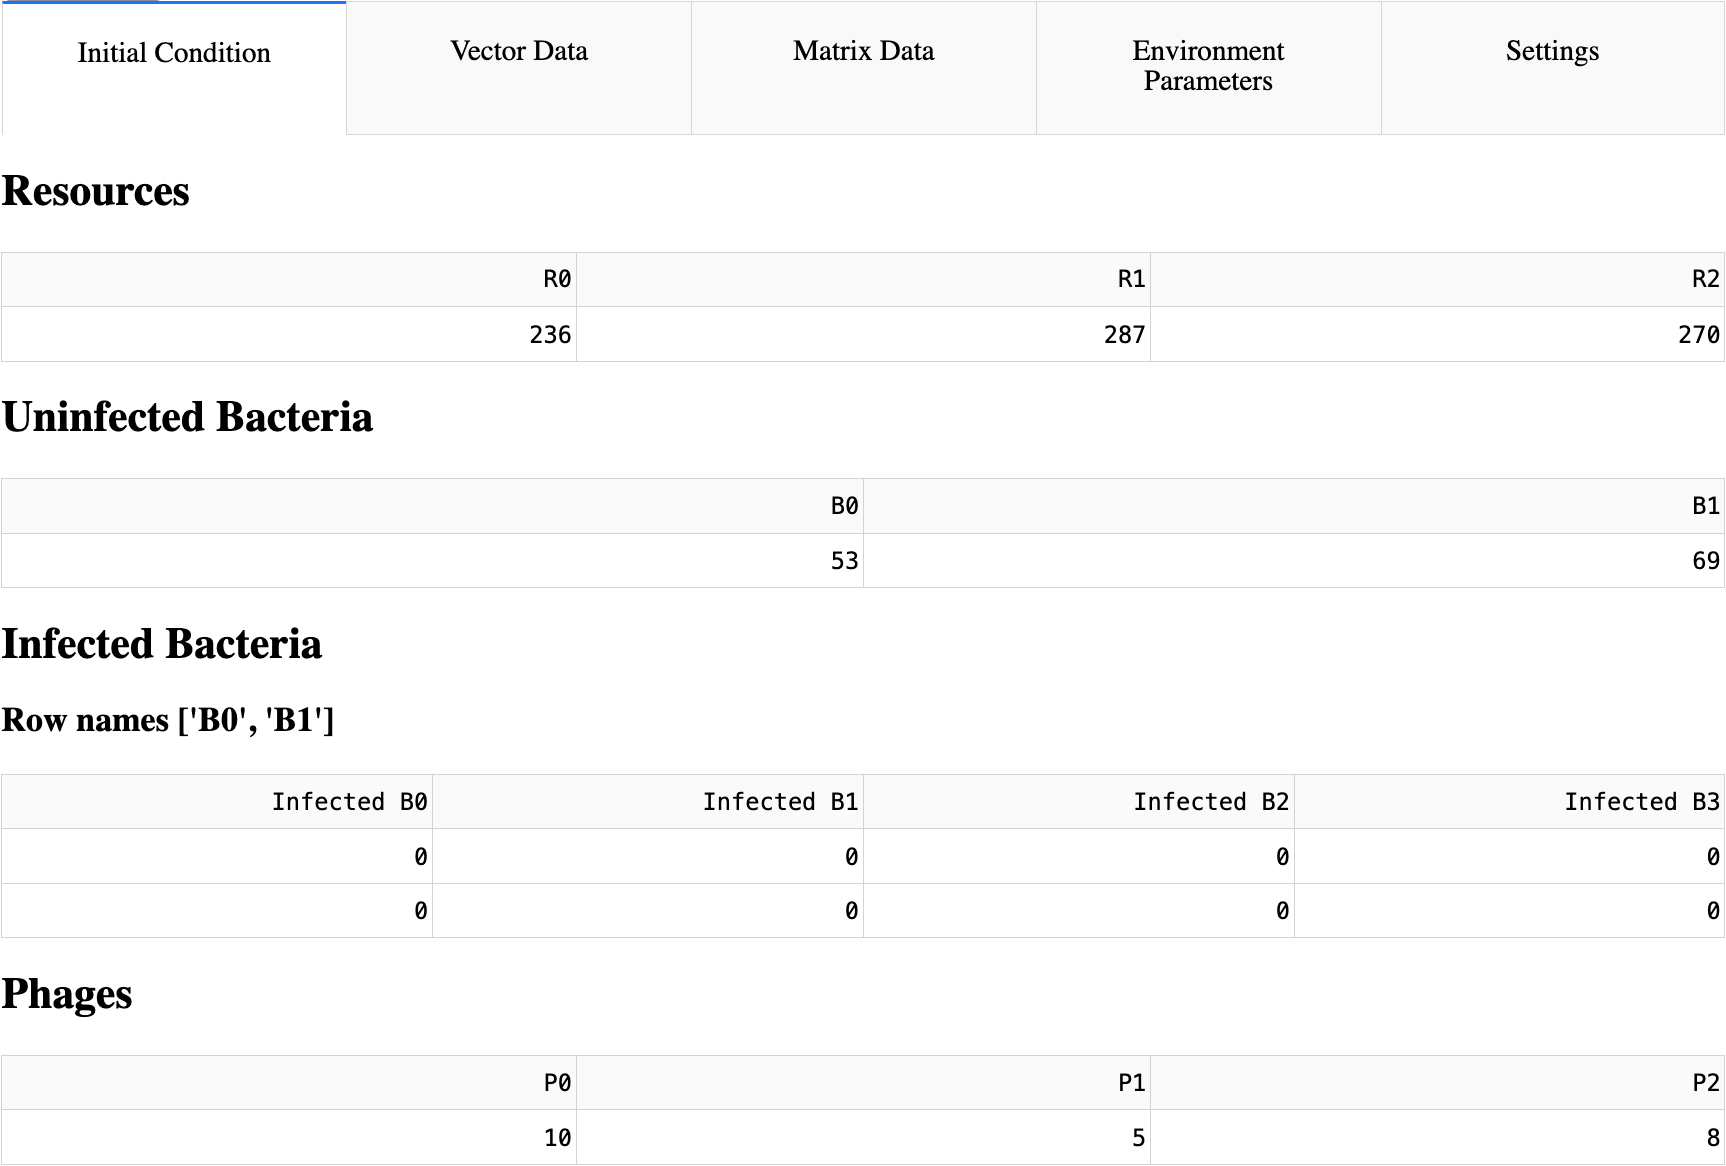 Initial Condition
Vector Data
Matrix Data
Environment
Parameters
Settings
Resources
R0 R1 R2
236 287 270
Uninfected Bacteria
B0 B1
53 69
Infected Bacteria
Row names ['B0', 'B1']
Infected B0 Infected B1 Infected B2 Infected B3
0 0 0 0
0 0 0 0
Phages
P0 P1 P2
10 5 8